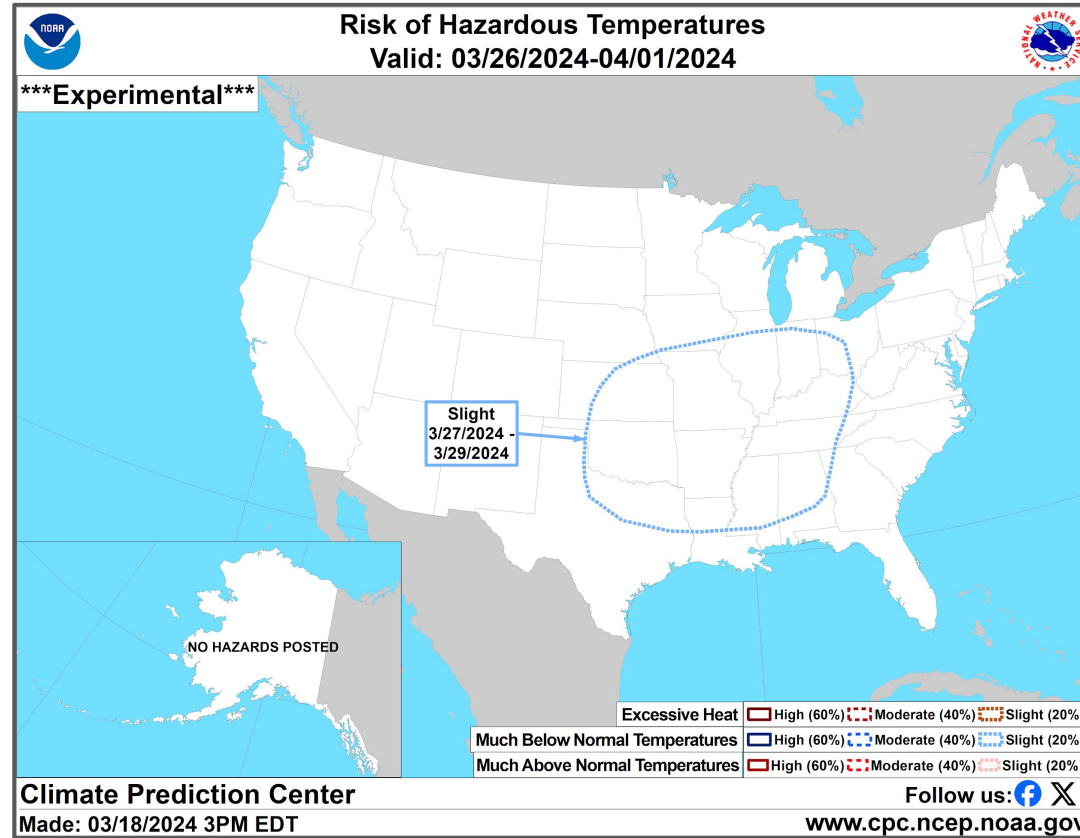 Risk of Hazardous Temperatures
Valid: 03/26/2024-04/01/2024
NOAA
NATIONAL WEATHER SERVICE
***Experimental***
Slight
3/27/2024 -
3/29/2024
NO HAZARDS POSTED
Excessive Heat High (60%) Moderate (40%) Slight (20%
Much Below Normal Temperatures High (60%) Moderate (40%) Slight (20%
Much Above Normal Temperatures High (60%) Moderate (40%) Slight (20%
Climate Prediction Center
Follow us:
Made: 03/18/2024 3PM EDT
www.cpc.ncep.noaa.gov